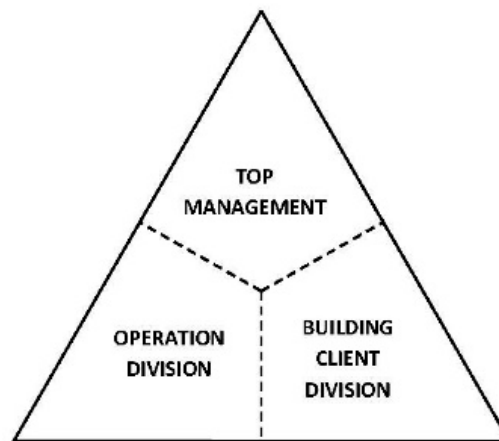 TOP
MANAGEMENT
OPERATION
DIVISION
BUILDING
CLIENT
DIVISION